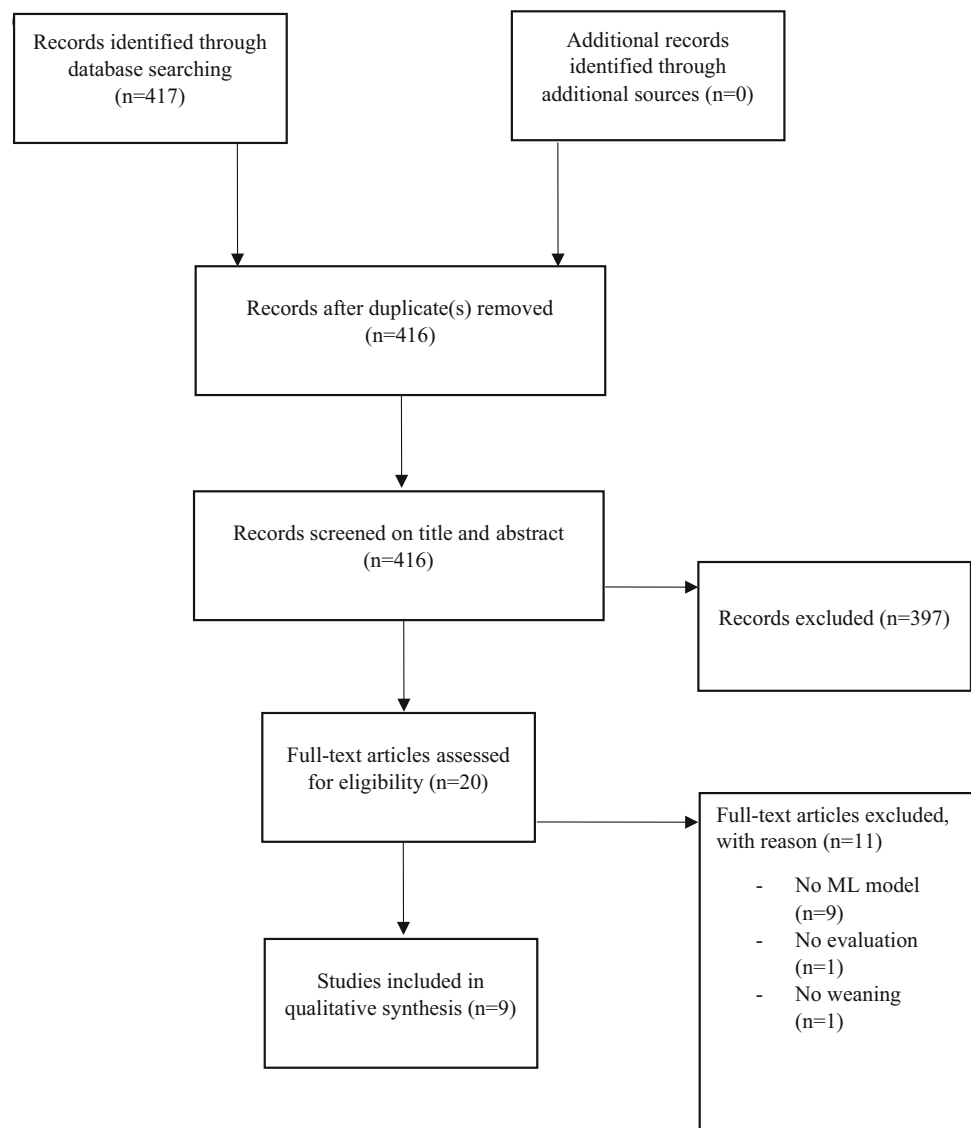 Records identified through
database searching
(n=417)
Additional records
identified through
additional sources (n=0)
Records after duplicate(s) removed
(n=416)
Records screened on title and abstract
(n=416)
Records excluded (n=397)
Full-text articles assessed
for eligibility (n=20)
Full-text articles excluded,
with reason (n=11)
- No ML model
(n=9)
- No evaluation
(n=1)
- No weaning
(n=1)
Studies included in
qualitative synthesis (n=9)